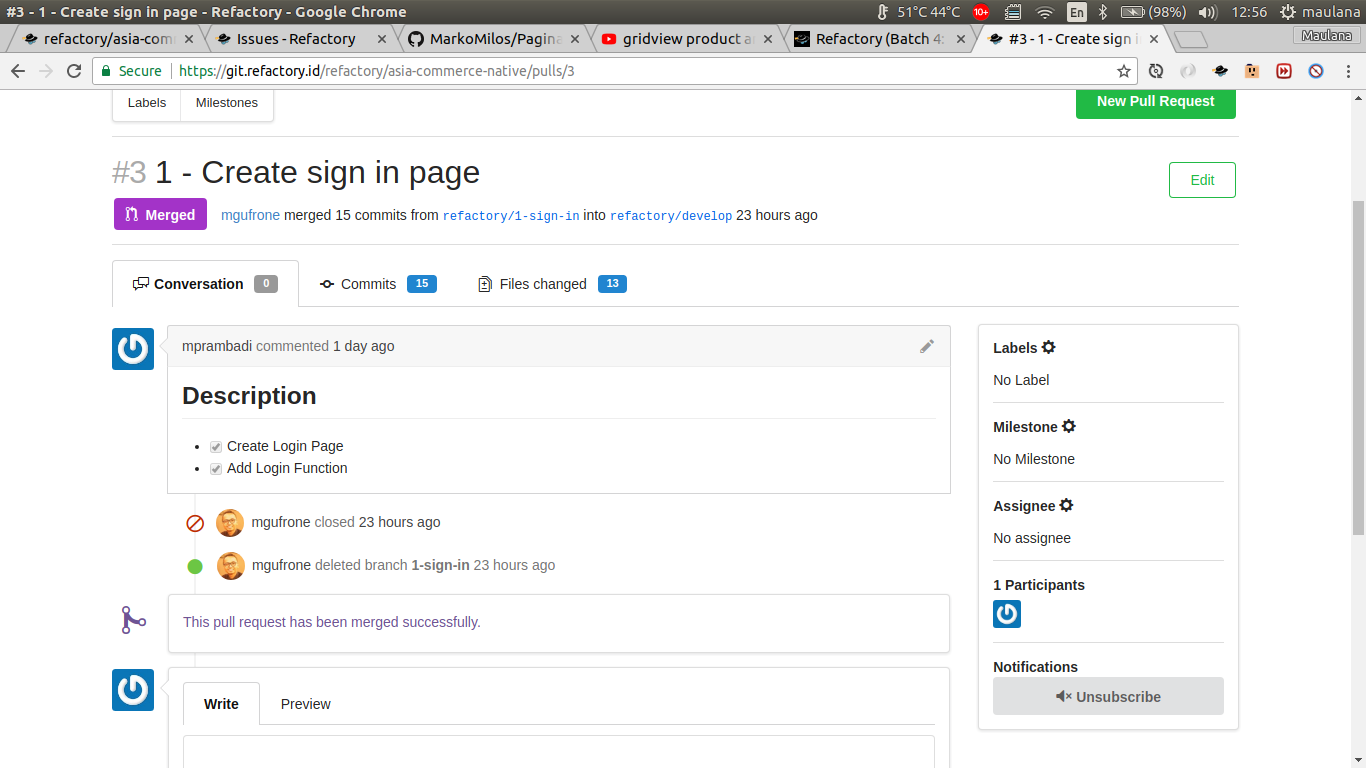 #3 - 1 - Create sign in page - Refactory - Google Chrome
51°C 44°C 10+ En (98%) 12:56 maulana
refactory/asia-com
Issues - Refactory
MarkoMilos/Pagina
gridview product a
Refactory (Batch 4:
#3 - 1 - Create sign i
Maulana
Secure https://git.refactory.id/refactory/asia-commerce-native/pulls/3
Labels Milestones
New Pull Request
#3 1 - Create sign in page
Edit
Merged mgufrone merged 15 commits from refactory/1-sign-in into refactory/develop 23 hours ago
Conversation 0 Commits 15 Files changed 13
mprambadi commented 1 day ago
Description
Create Login Page
Add Login Function
mgufrone closed 23 hours ago
mgufrone deleted branch 1-sign-in 23 hours ago
This pull request has been merged successfully.
Write Preview
Labels
No Label
Milestone
No Milestone
Assignee
No assignee
1 Participants
Notifications
Unsubscribe